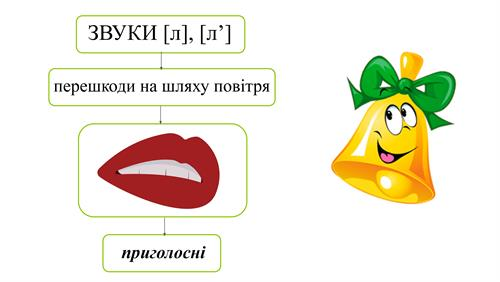 ЗВУКИ [л], [л’]
перешкоди на шляху повітря
приголосні